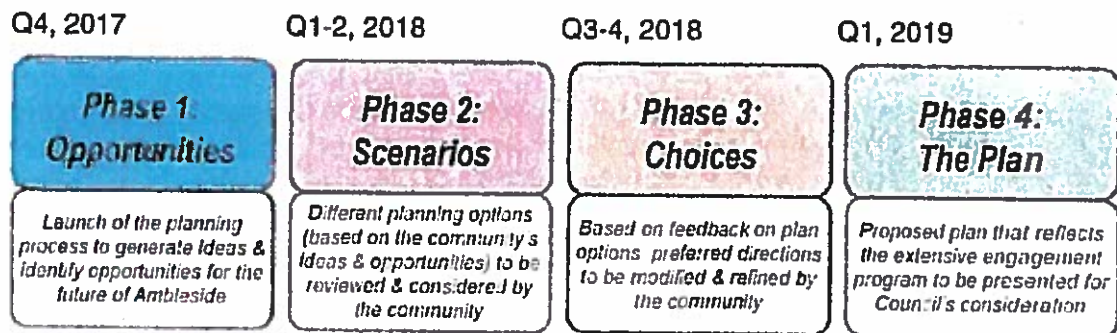 Q4, 2017
Phase 1:
Opportunities
Launch of the planning
process to generate ideas &
identify opportunities for the
future of Ambleside
Q1-2, 2018
Phase 2:
Scenarios
Different planning options
(based on the community s
ideas & opportunities) to be
reviewed & considered by
the community
Q3-4, 2018
Phase 3:
Choices
Based on feedback on plan
options preferred directions
to be modified & refined by
the community
Q1, 2019
Phase 4:
The Plan
Proposed plan that reflects
the extensive engagement
program to be presented for
Council's consideration